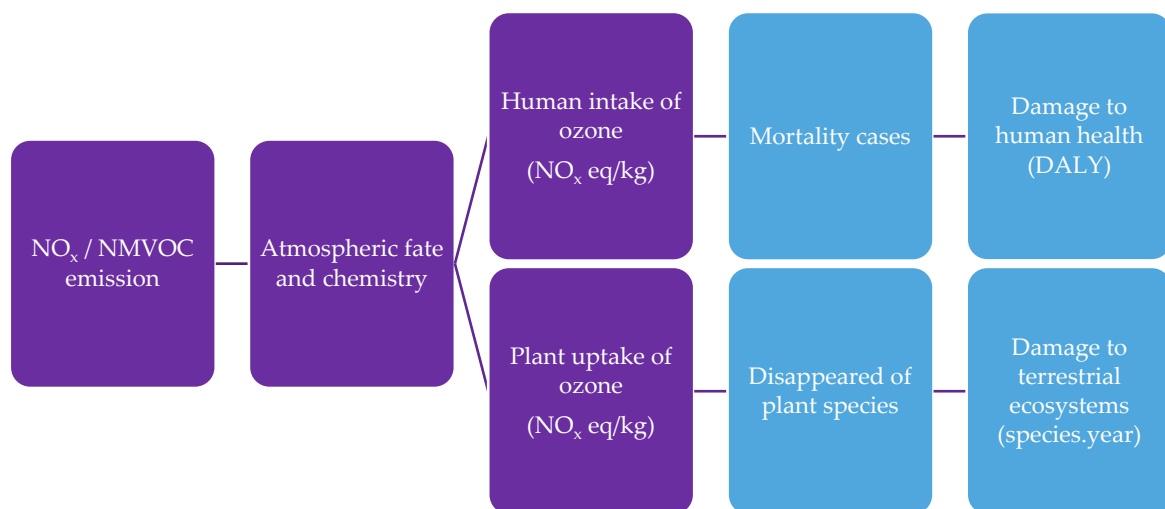 NOₓ / NMVOC
emission
Atmospheric fate
and chemistry
Human intake of
ozone
(NOₓ eq/kg)
Mortality cases
Damage to
human health
(DALY)
Plant uptake of
ozone
(NOₓ eq/kg)
Disappeared of
plant species
Damage to
terrestrial
ecosystems
(species.year)